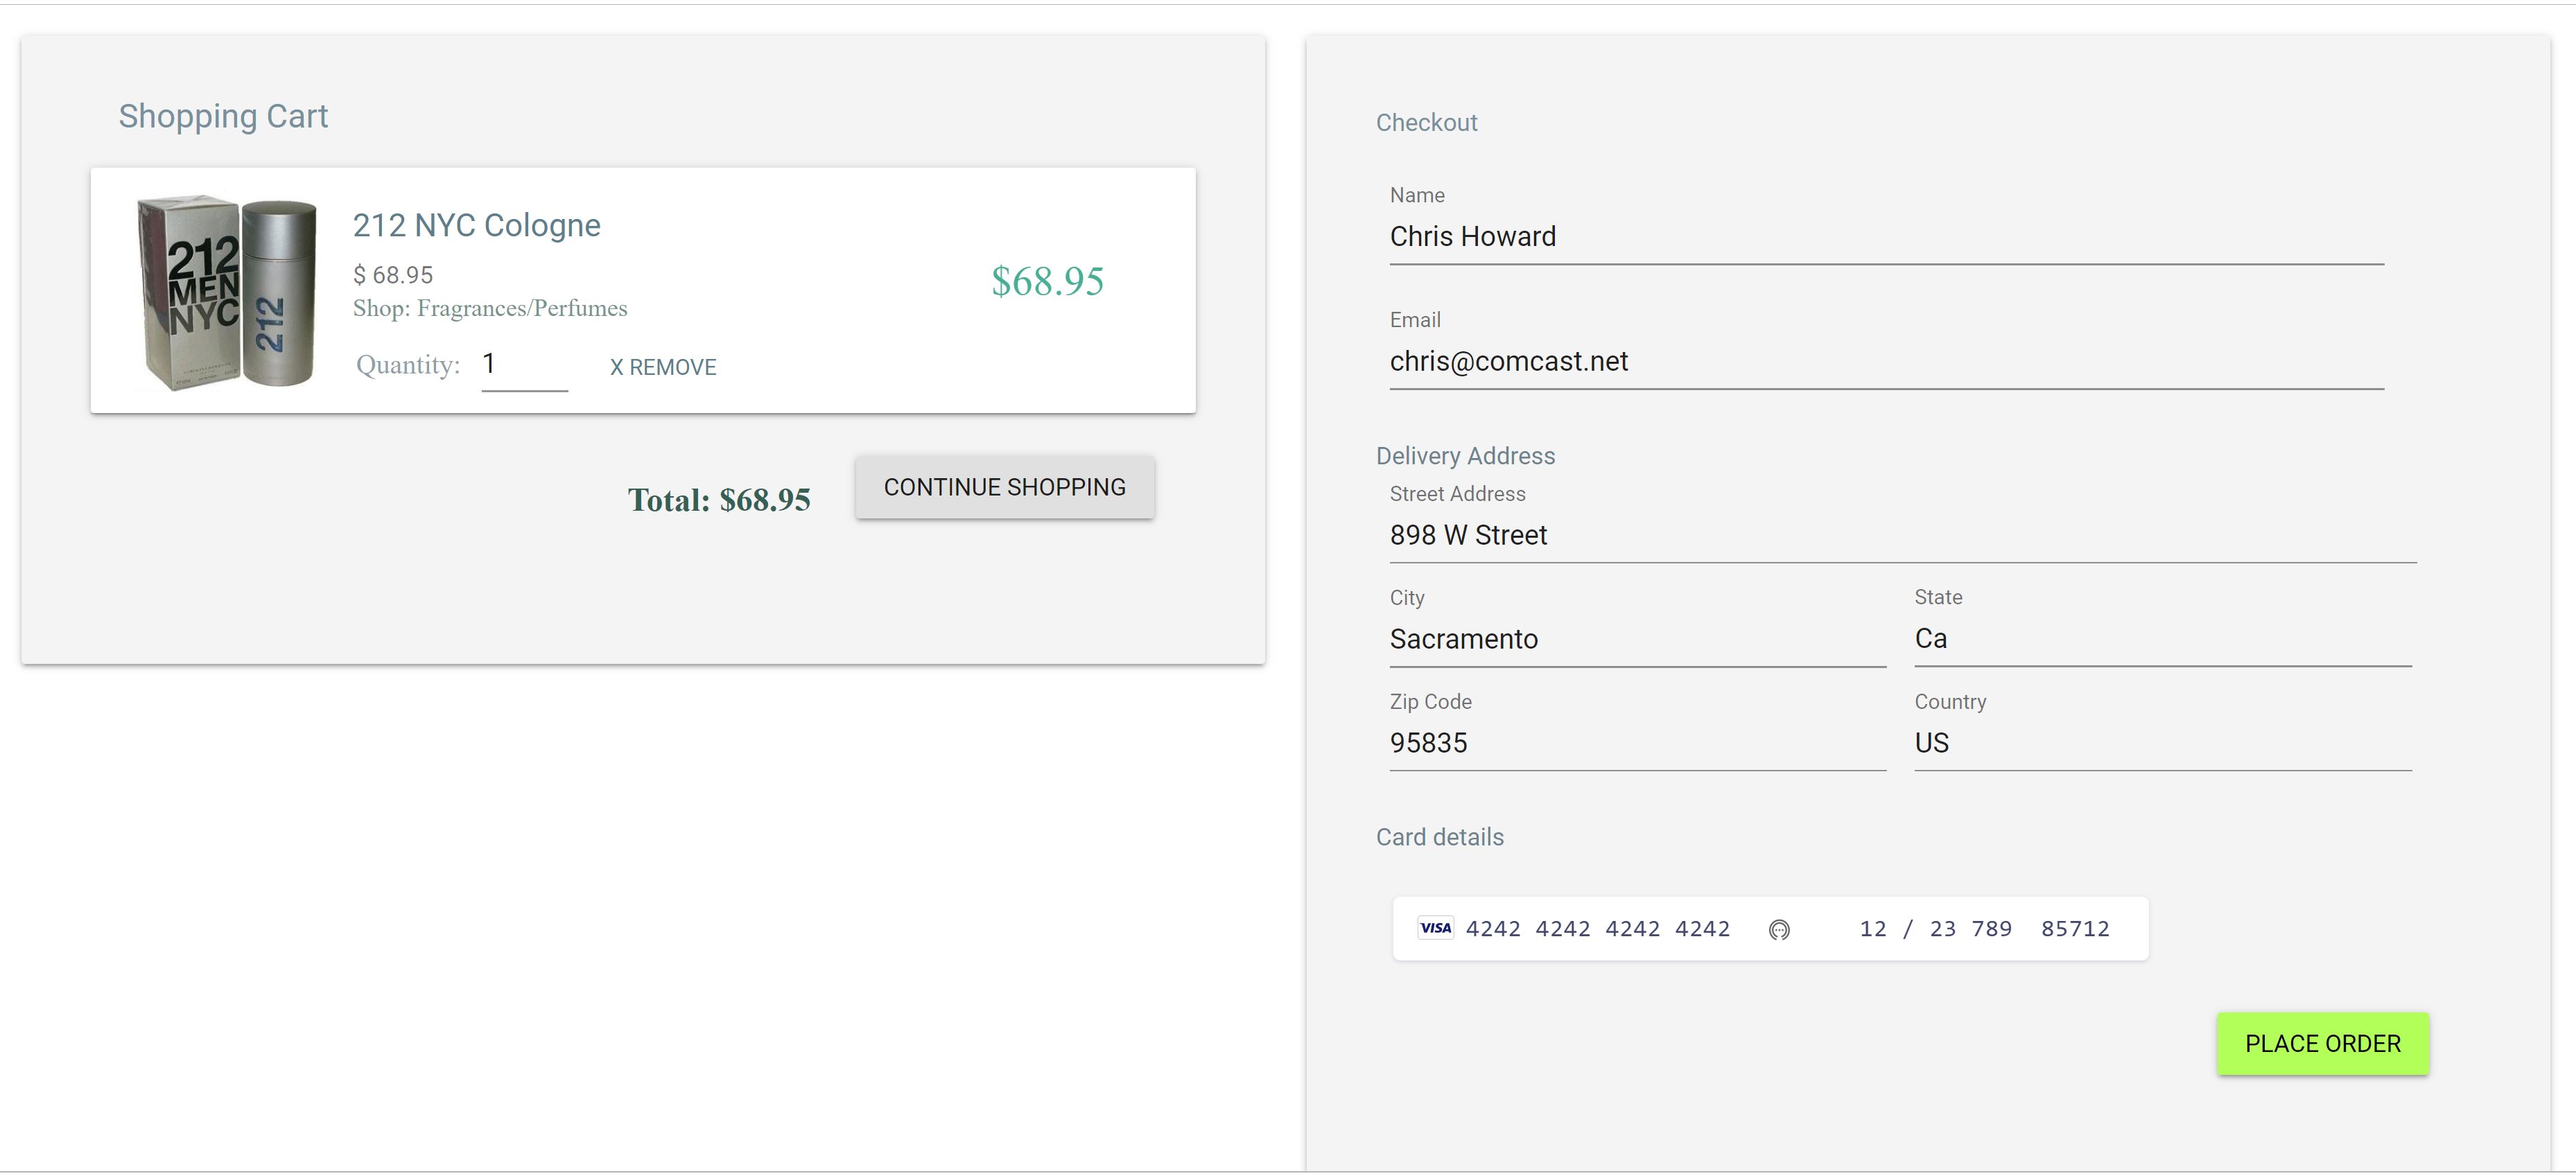 Shopping Cart
212
MEN
NYC
212
212 NYC Cologne
$ 68.95
Shop: Fragrances/Perfumes
$68.95
Quantity: 1 X REMOVE
Total: $68.95 CONTINUE SHOPPING
Checkout
Name
Chris Howard
Email
chris@comcast.net
Delivery Address
Street Address
898 W Street
City State
Sacramento Ca
Zip Code Country
95835 US
Card details
VISA 4242 4242 4242 4242 12 / 23 789 85712
PLACE ORDER